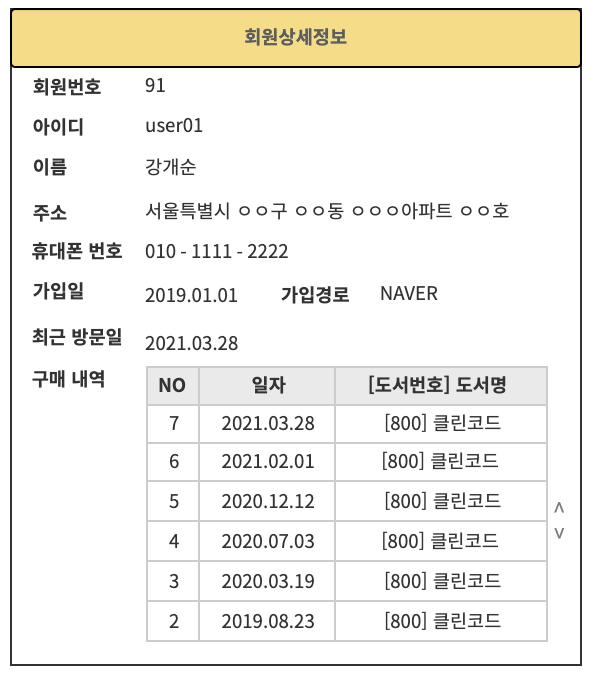 회원상세정보
회원번호 91
아이디 user01
이름 강개순
주소 서울특별시 ㅇㅇ구 ㅇㅇ동 ㅇㅇㅇ아파트 ㅇㅇ호
휴대폰 번호 010 - 1111 - 2222
가입일 2019.01.01 가입경로 NAVER
최근 방문일 2021.03.28
구매 내역
NO 일자 [도서번호] 도서명
7 2021.03.28 [800] 클린코드
6 2021.02.01 [800] 클린코드
5 2020.12.12 [800] 클린코드
4 2020.07.03 [800] 클린코드
3 2020.03.19 [800] 클린코드
2 2019.08.23 [800] 클린코드